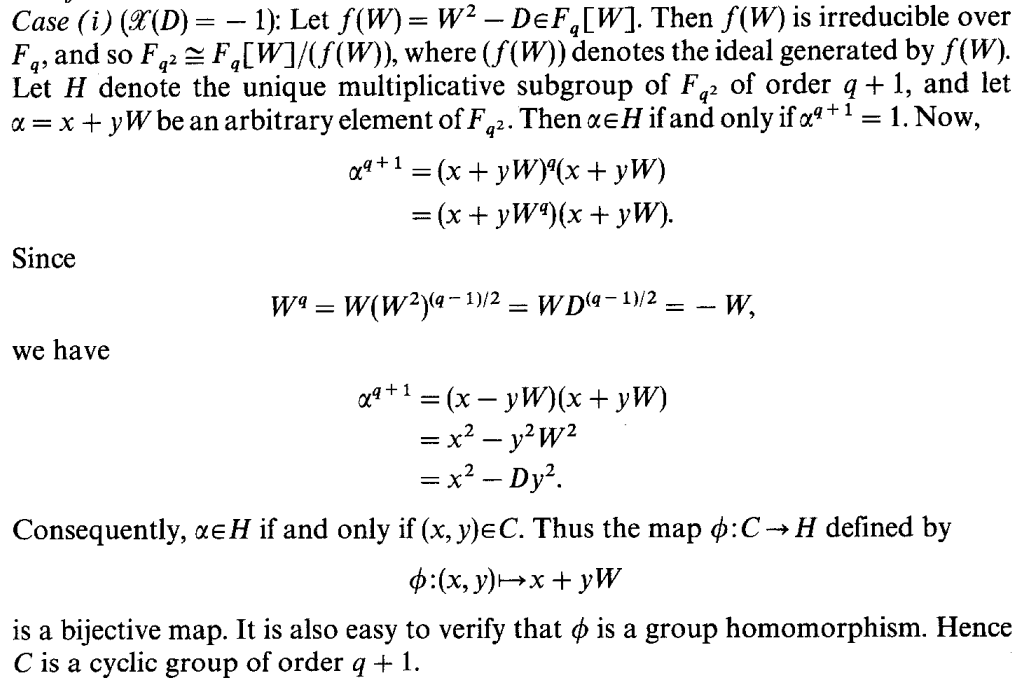 Case (i) (𝒳(D) = − 1): Let f(W) = W² − D∈F_q[W]. Then f(W) is irreducible over
F_q, and so F_{q²} ≅ F_q[W]/(f(W)), where (f(W)) denotes the ideal generated by f(W).
Let H denote the unique multiplicative subgroup of F_{q²} of order q + 1, and let
α = x + yW be an arbitrary element of F_{q²}. Then α∈H if and only if α^{q+1} = 1. Now,
α^{q+1} = (x + yW)^q(x + yW)
= (x + yW^q)(x + yW).
Since
W^q = W(W²)^{(q−1)/2} = WD^{(q−1)/2} = − W,
we have
α^{q+1} = (x − yW)(x + yW)
= x² − y²W²
= x² − Dy².
Consequently, α∈H if and only if (x, y)∈C. Thus the map ϕ:C → H defined by
ϕ:(x, y)↦x + yW
is a bijective map. It is also easy to verify that ϕ is a group homomorphism. Hence
C is a cyclic group of order q + 1.